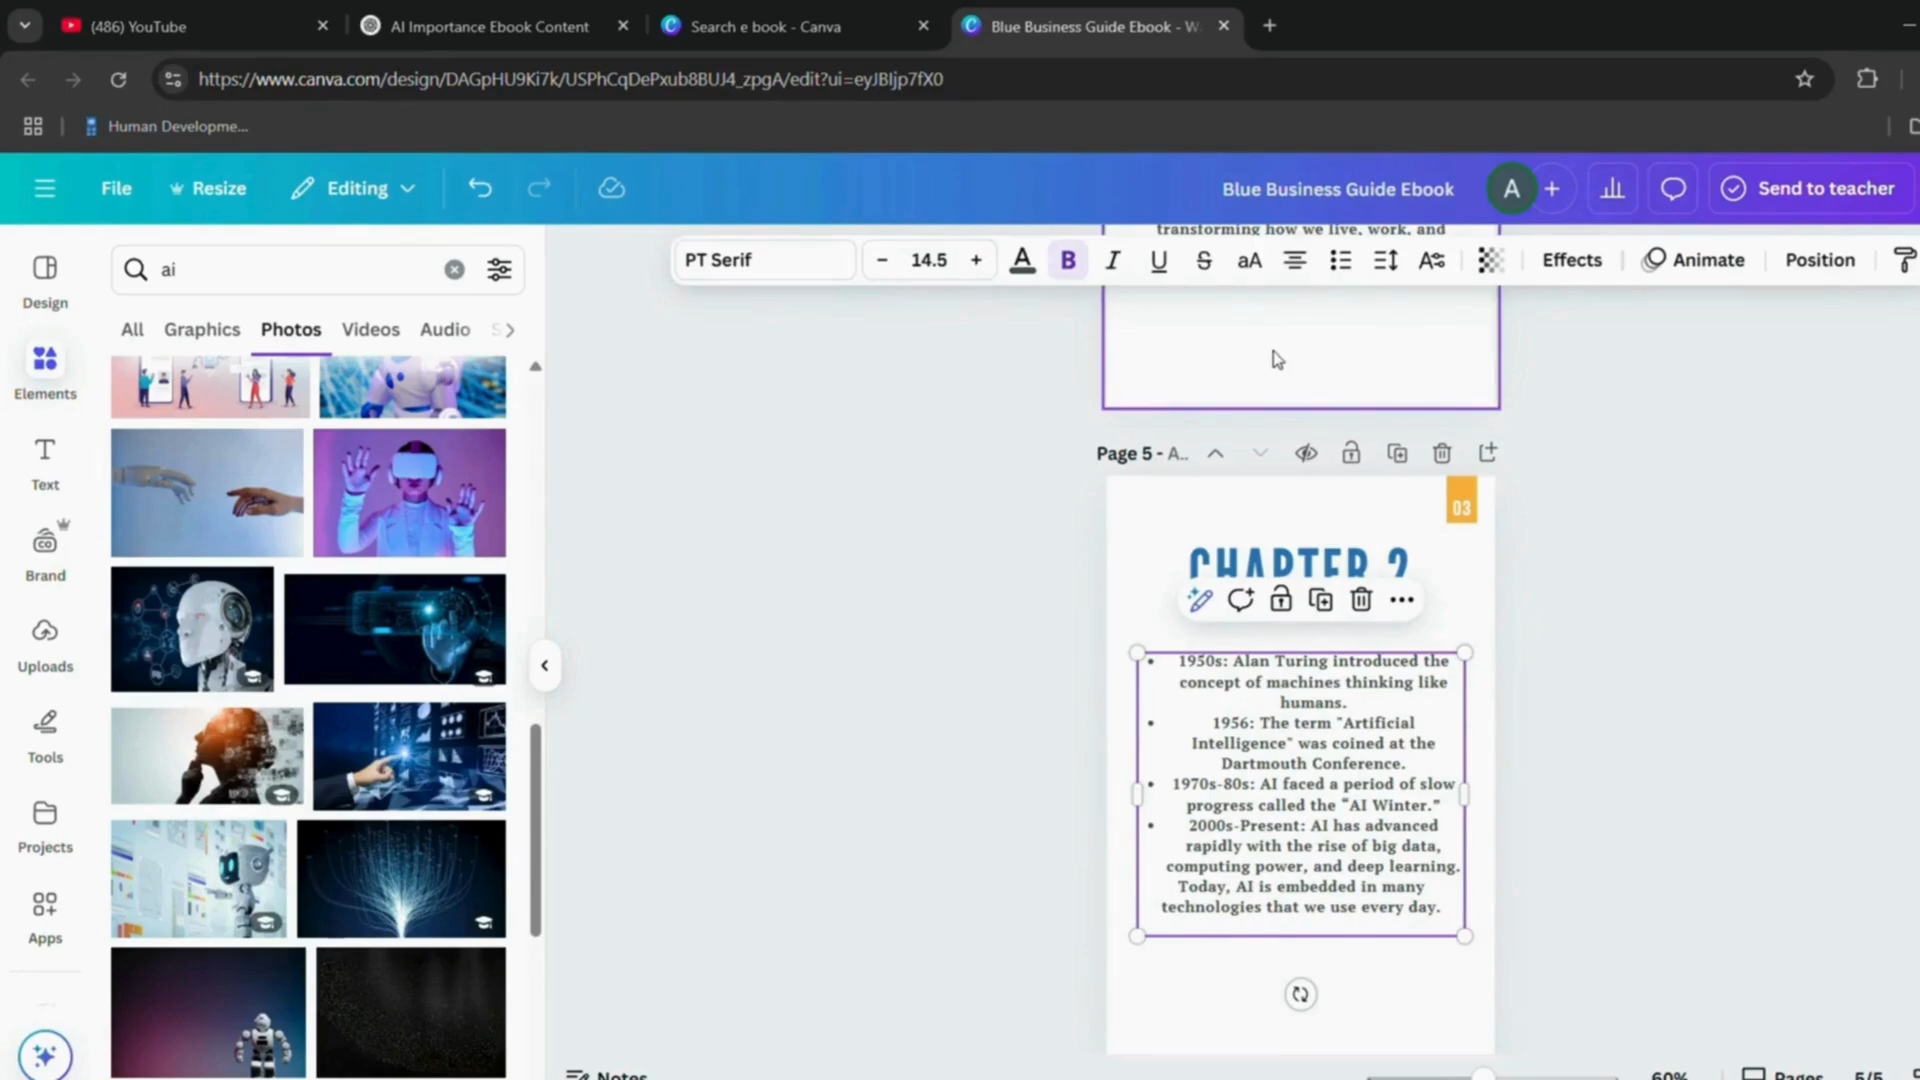 (486) YouTube
AI Importance Ebook Content
Search e book - Canva
Blue Business Guide Ebook - W
https://www.canva.com/design/DAGpHU9Ki7k/USPhCqDePxub8BUJ4_zpgA/edit?ui=eyJBIjp7fX0
Human Developme...
File
Resize
Editing
Blue Business Guide Ebook
A
Send to teacher
transforming how we live, work, and
PT Serif
– 14.5 +
A B I U S aA
Effects
Animate
Position
ai
All
Graphics
Photos
Videos
Audio
S
Design
Elements
Text
Brand
Uploads
Tools
Projects
Apps
Page 5 - A..
03
CHAPTER 2
• 1950s: Alan Turing introduced the
concept of machines thinking like
humans.
• 1956: The term "Artificial
Intelligence" was coined at the
Dartmouth Conference.
• 1970s-80s: AI faced a period of slow
progress called the “AI Winter.”
• 2000s-Present: AI has advanced
rapidly with the rise of big data,
computing power, and deep learning.
Today, AI is embedded in many
technologies that we use every day.
Notes
60%
Pages
5/5